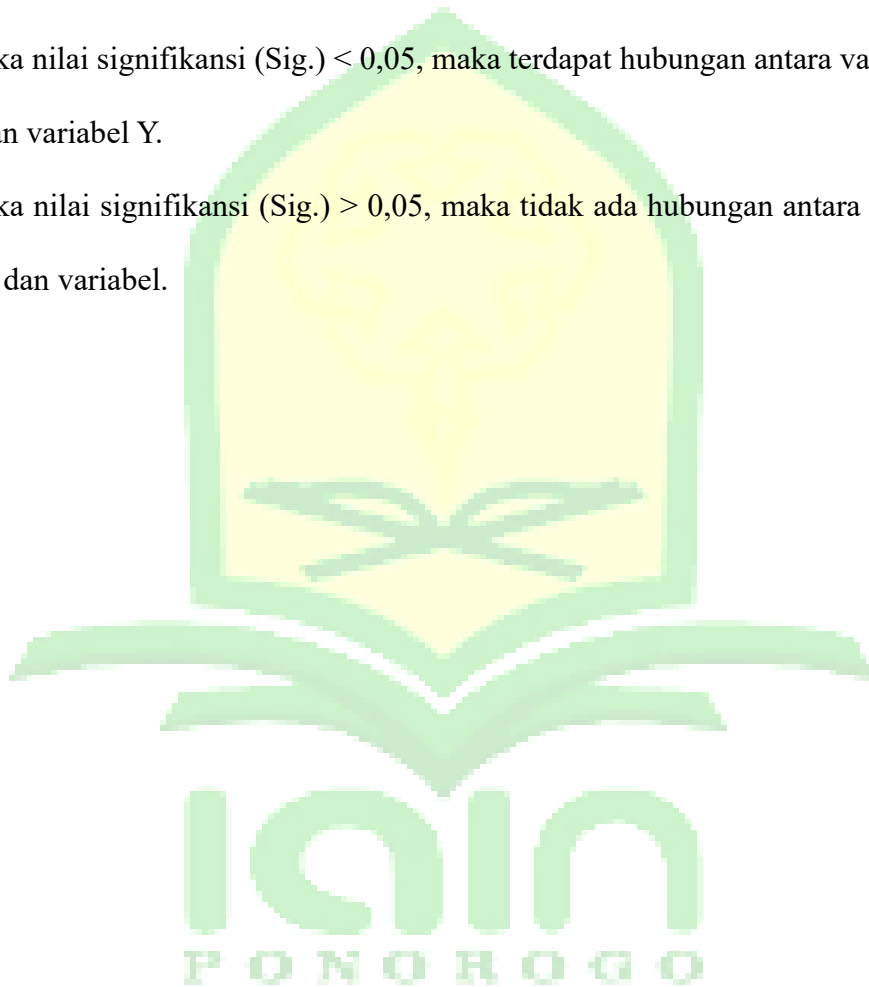 ka nilai signifikansi (Sig.) < 0,05, maka terdapat hubungan antara va
n variabel Y.
ka nilai signifikansi (Sig.) > 0,05, maka tidak ada hubungan antara
dan variabel.
IAIN
PONOROGO